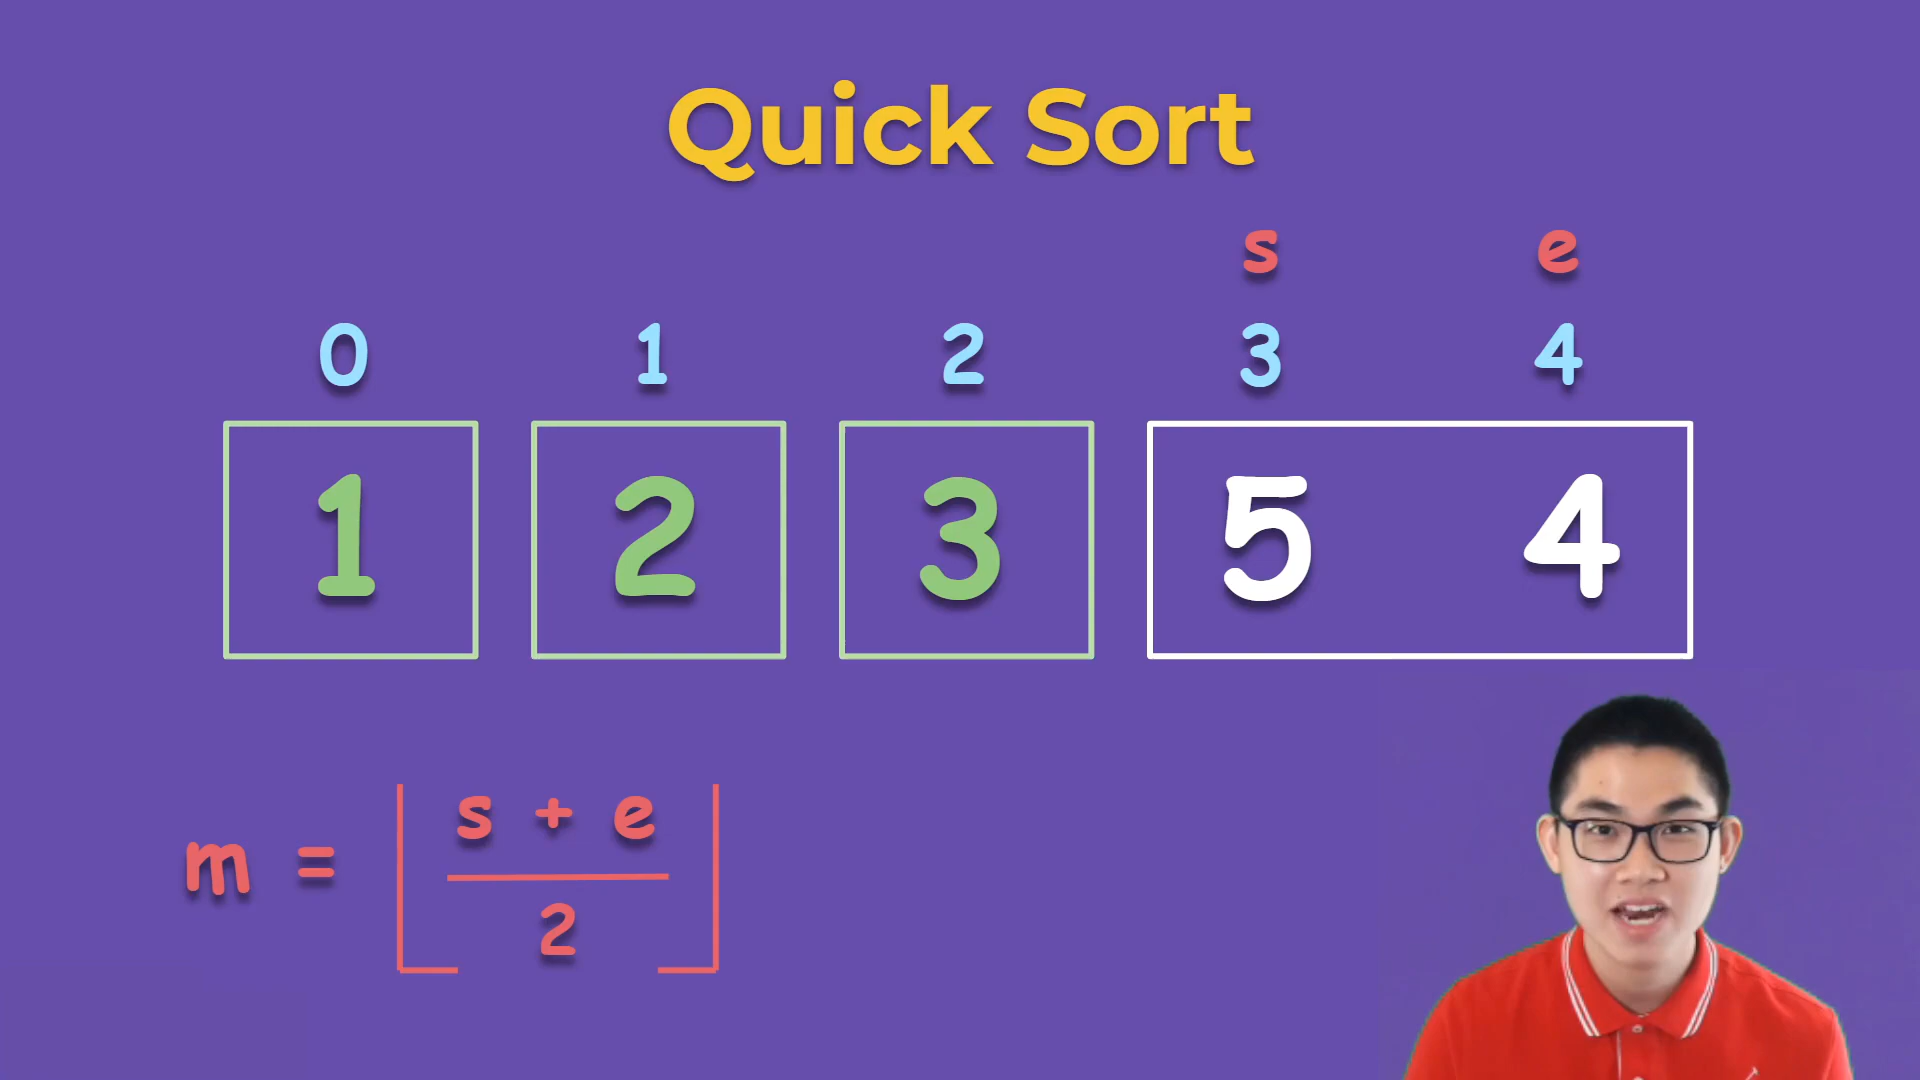 Quick Sort
s e
0 1 2 3 4
1 2 3 5 4
m = ⌊ s + e
2 ⌋